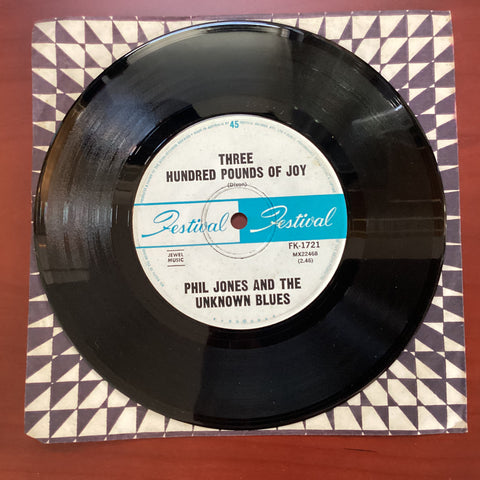 45
THREE
HUNDRED POUNDS OF JOY
(Dixon)
Festival Festival
JEWEL
MUSIC
FK-1721
MX22468
(2.48)
PHIL JONES AND THE
UNKNOWN BLUES